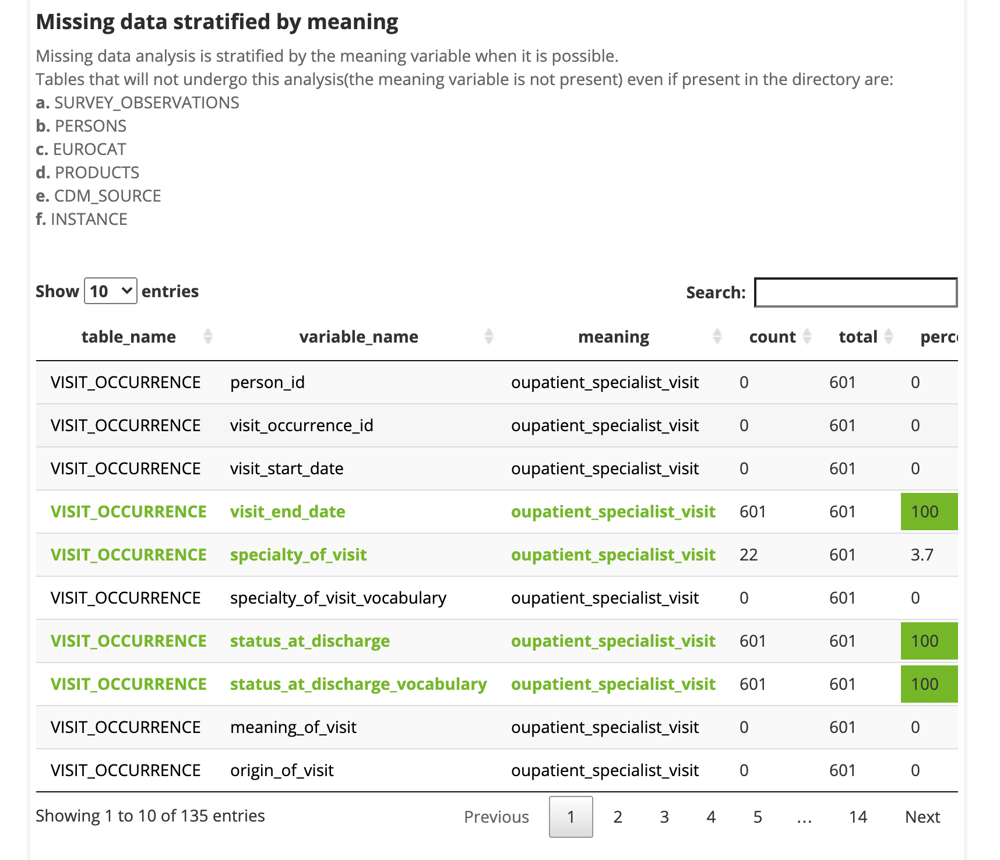 Missing data stratified by meaning
Missing data analysis is stratified by the meaning variable when it is possible.
Tables that will not undergo this analysis(the meaning variable is not present) even if present in the directory are:
a. SURVEY_OBSERVATIONS
b. PERSONS
c. EUROCAT
d. PRODUCTS
e. CDM_SOURCE
f. INSTANCE
Show 10 entries Search:
table_name variable_name meaning count total perce
VISIT_OCCURRENCE person_id oupatient_specialist_visit 0 601 0
VISIT_OCCURRENCE visit_occurrence_id oupatient_specialist_visit 0 601 0
VISIT_OCCURRENCE visit_start_date oupatient_specialist_visit 0 601 0
VISIT_OCCURRENCE visit_end_date oupatient_specialist_visit 601 601 100
VISIT_OCCURRENCE specialty_of_visit oupatient_specialist_visit 22 601 3.7
VISIT_OCCURRENCE specialty_of_visit_vocabulary oupatient_specialist_visit 0 601 0
VISIT_OCCURRENCE status_at_discharge oupatient_specialist_visit 601 601 100
VISIT_OCCURRENCE status_at_discharge_vocabulary oupatient_specialist_visit 601 601 100
VISIT_OCCURRENCE meaning_of_visit oupatient_specialist_visit 0 601 0
VISIT_OCCURRENCE origin_of_visit oupatient_specialist_visit 0 601 0
Showing 1 to 10 of 135 entries Previous 1 2 3 4 5 … 14 Next